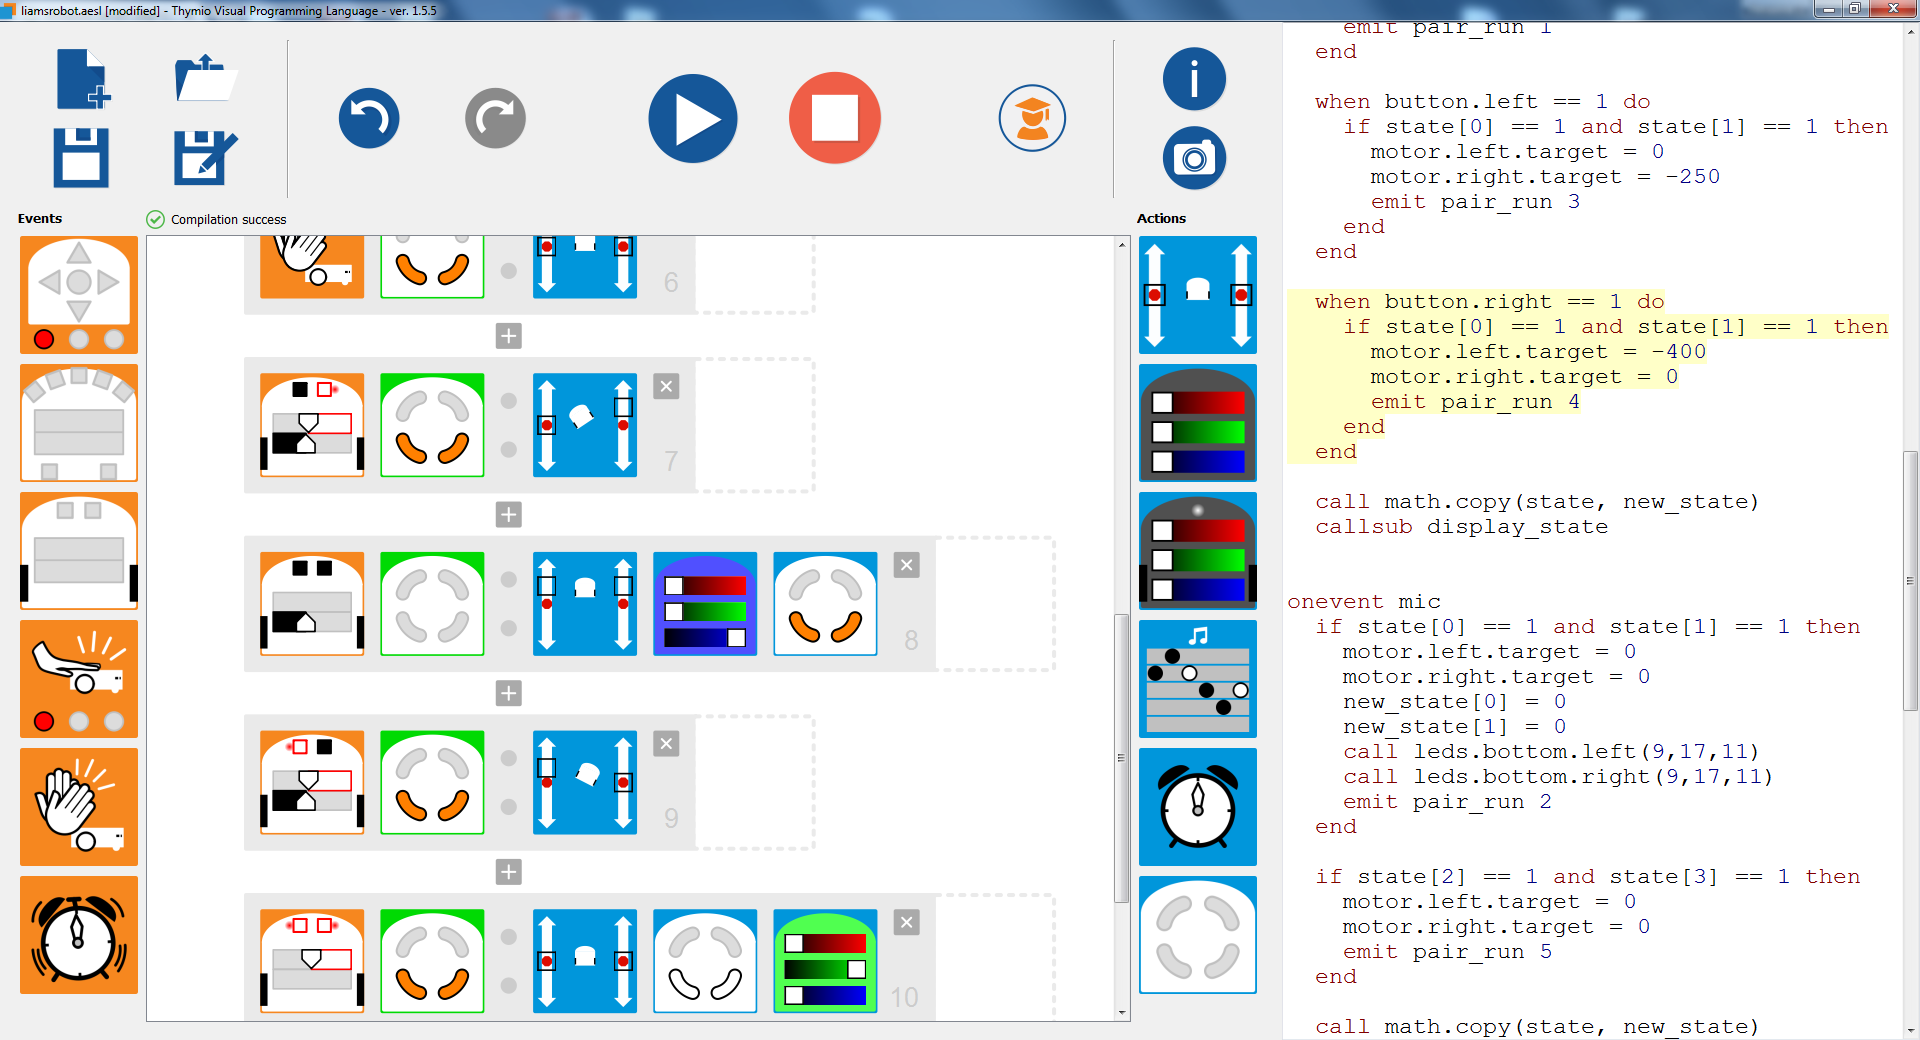 liamsrobot.aesl [modified] - Thymio Visual Programming Language - ver. 1.5.5
Events
Compilation success
Actions
6
7
8
9
10
emit pair_run 1
end
when button.left == 1 do
if state[0] == 1 and state[1] == 1 then
motor.left.target = 0
motor.right.target = -250
emit pair_run 3
end
end
when button.right == 1 do
if state[0] == 1 and state[1] == 1 then
motor.left.target = -400
motor.right.target = 0
emit pair_run 4
end
end
call math.copy(state, new_state)
callsub display_state
onevent mic
if state[0] == 1 and state[1] == 1 then
motor.left.target = 0
motor.right.target = 0
new_state[0] = 0
new_state[1] = 0
call leds.bottom.left(9,17,11)
call leds.bottom.right(9,17,11)
emit pair_run 2
end
if state[2] == 1 and state[3] == 1 then
motor.left.target = 0
motor.right.target = 0
emit pair_run 5
end
call math.copy(state, new_state)